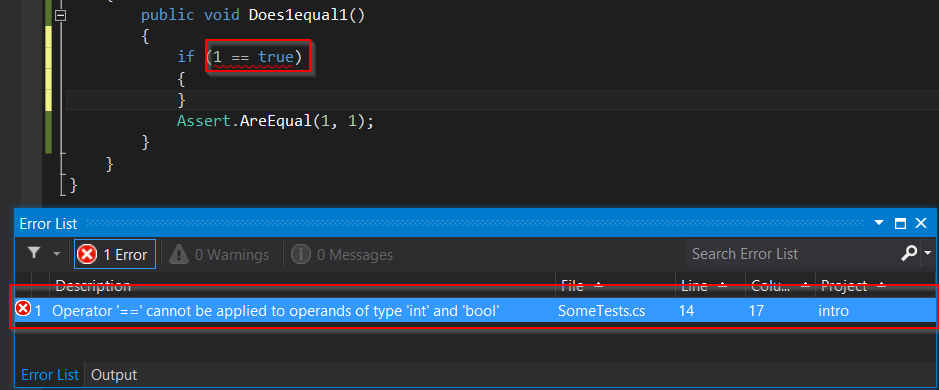 public void Does1equal1()
{
if (1 == true)
{
}
Assert.AreEqual(1, 1);
}
}
}
Error List
1 Error 0 Warnings 0 Messages Search Error List
Description File Line Colu... Project
1 Operator '==' cannot be applied to operands of type 'int' and 'bool' SomeTests.cs 14 17 intro
Error List Output